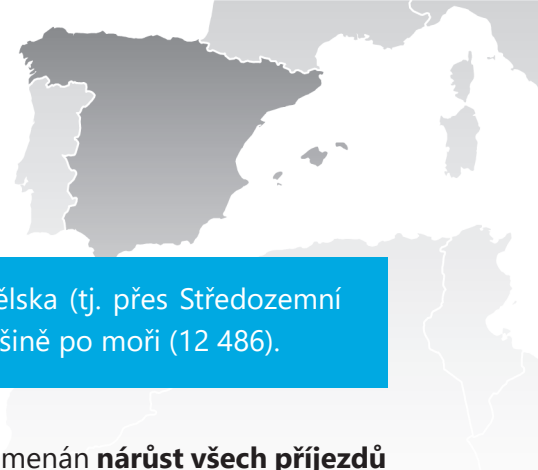 ělska (tj. přes Středozemní
šině po moři (12 486).
menán nárůst všech příjezdů